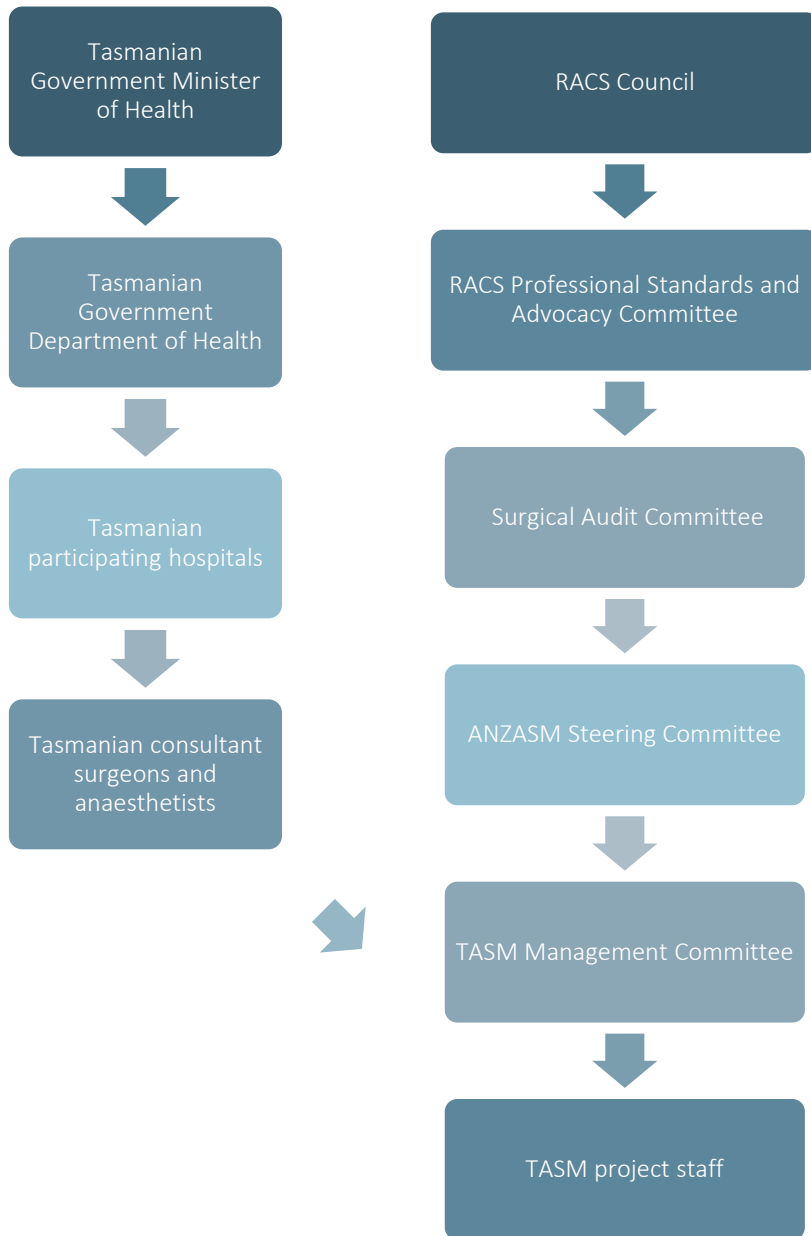 Tasmanian
Government Minister
of Health
Tasmanian
Government
Department of Health
Tasmanian
participating hospitals
Tasmanian consultant
surgeons and
anaesthetists
RACS Council
RACS Professional Standards and
Advocacy Committee
Surgical Audit Committee
ANZASM Steering Committee
TASM Management Committee
TASM project staff